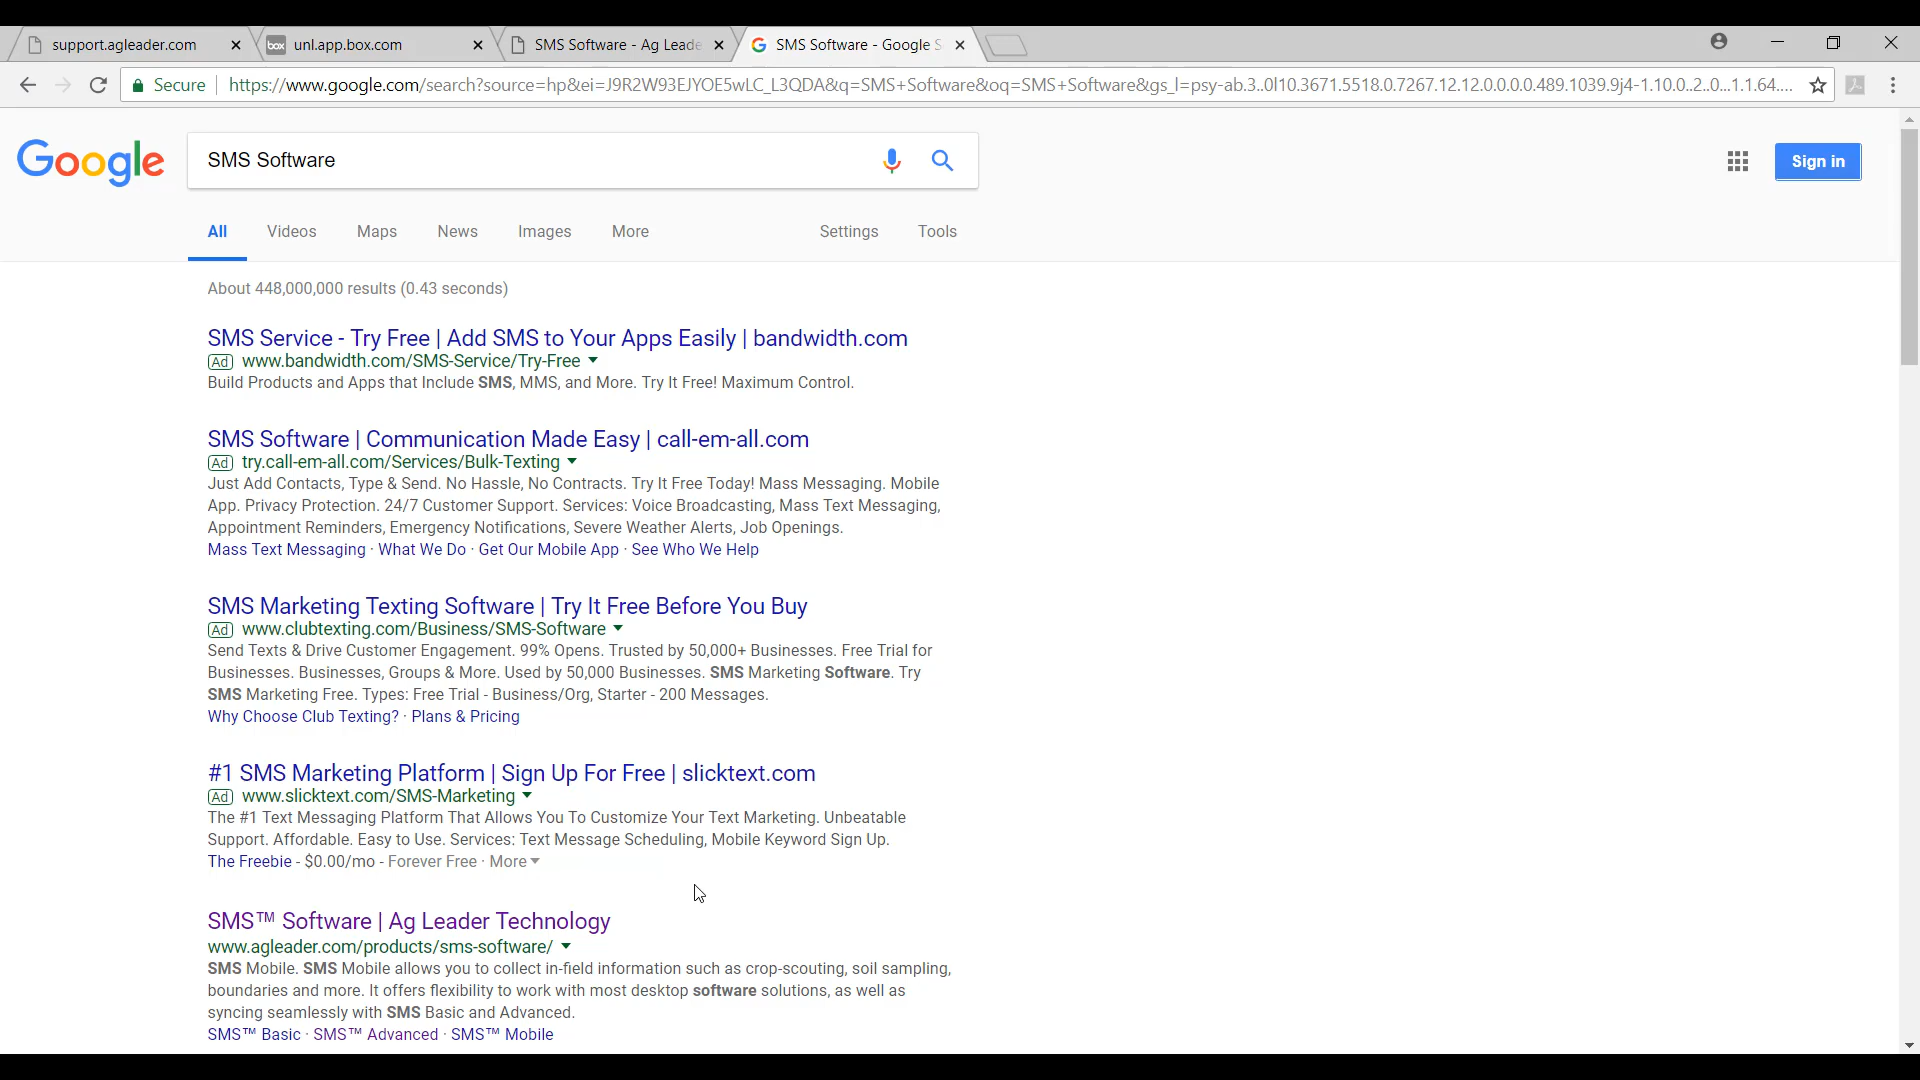 support.agleader.com
box unl.app.box.com
SMS Software - Ag Leade
SMS Software - Google S
Secure https://www.google.com/search?source=hp&ei=J9R2W93EJYOE5wLC_L3QDA&q=SMS+Software&oq=SMS+Software&gs_l=psy-ab.3..0l10.3671.5518.0.7267.12.12.0.0.0.0.489.1039.9j4-1.10.0..2..0...1.1.64....
Google
SMS Software
Sign in
All Videos Maps News Images More Settings Tools
About 448,000,000 results (0.43 seconds)
SMS Service - Try Free | Add SMS to Your Apps Easily | bandwidth.com
Ad www.bandwidth.com/SMS-Service/Try-Free
Build Products and Apps that Include SMS, MMS, and More. Try It Free! Maximum Control.
SMS Software | Communication Made Easy | call-em-all.com
Ad try.call-em-all.com/Services/Bulk-Texting
Just Add Contacts, Type & Send. No Hassle, No Contracts. Try It Free Today! Mass Messaging. Mobile
App. Privacy Protection. 24/7 Customer Support. Services: Voice Broadcasting, Mass Text Messaging,
Appointment Reminders, Emergency Notifications, Severe Weather Alerts, Job Openings.
Mass Text Messaging · What We Do · Get Our Mobile App · See Who We Help
SMS Marketing Texting Software | Try It Free Before You Buy
Ad www.clubtexting.com/Business/SMS-Software
Send Texts & Drive Customer Engagement. 99% Opens. Trusted by 50,000+ Businesses. Free Trial for
Businesses. Businesses, Groups & More. Used by 50,000 Businesses. SMS Marketing Software. Try
SMS Marketing Free. Types: Free Trial - Business/Org, Starter - 200 Messages.
Why Choose Club Texting? · Plans & Pricing
#1 SMS Marketing Platform | Sign Up For Free | slicktext.com
Ad www.slicktext.com/SMS-Marketing
The #1 Text Messaging Platform That Allows You To Customize Your Text Marketing. Unbeatable
Support. Affordable. Easy to Use. Services: Text Message Scheduling, Mobile Keyword Sign Up.
The Freebie - $0.00/mo - Forever Free · More
SMS™ Software | Ag Leader Technology
www.agleader.com/products/sms-software/
SMS Mobile. SMS Mobile allows you to collect in-field information such as crop-scouting, soil sampling,
boundaries and more. It offers flexibility to work with most desktop software solutions, as well as
syncing seamlessly with SMS Basic and Advanced.
SMS™ Basic · SMS™ Advanced · SMS™ Mobile